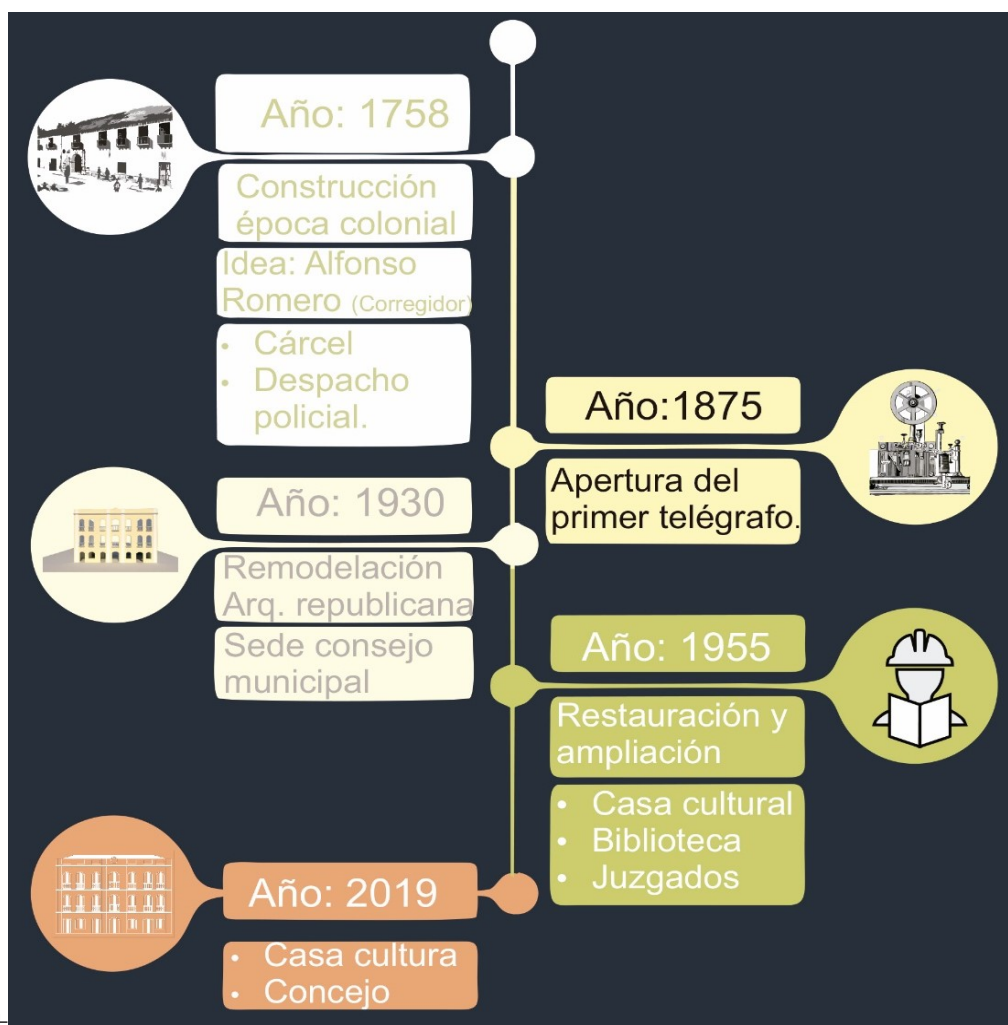 Año: 1758
Construcción
época colonial
Idea: Alfonso
Romero (Corregidor)
• Cárcel
• Despacho
policial.
Año:1875
Apertura del
primer telégrafo.
Año: 1930
Remodelación
Arq. republicana
Sede consejo
municipal
Año: 1955
Restauración y
ampliación
• Casa cultural
• Biblioteca
• Juzgados
Año: 2019
• Casa cultura
• Concejo